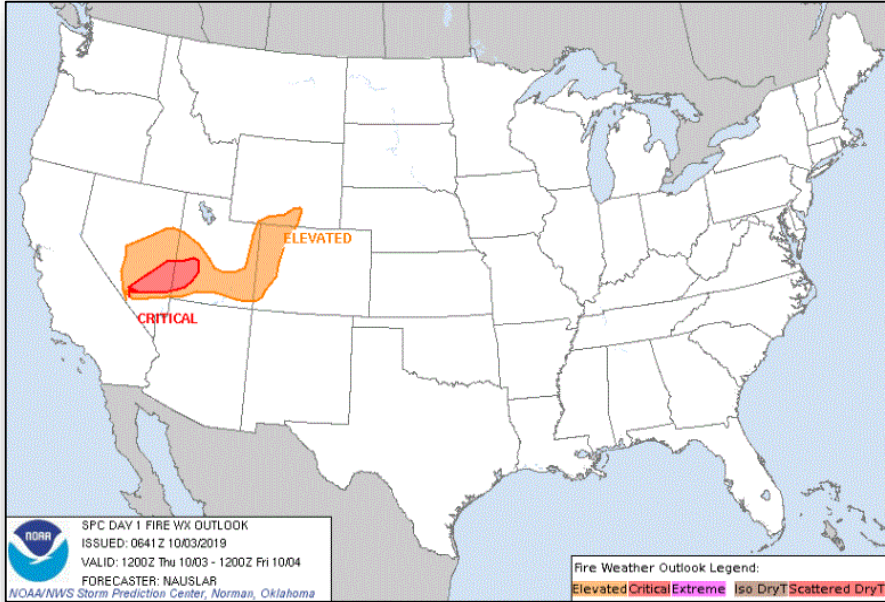 ELEVATED
CRITICAL
NOAA
SPC DAY 1 FIRE WX OUTLOOK
ISSUED: 0641Z 10/03/2019
VALID: 1200Z Thu 10/03 - 1200Z Fri 10/04
FORECASTER: NAUSLAR
NOAA/NWS Storm Prediction Center, Norman, Oklahoma
Fire Weather Outlook Legend:
Elevated Critical Extreme Iso DryT Scattered DryT